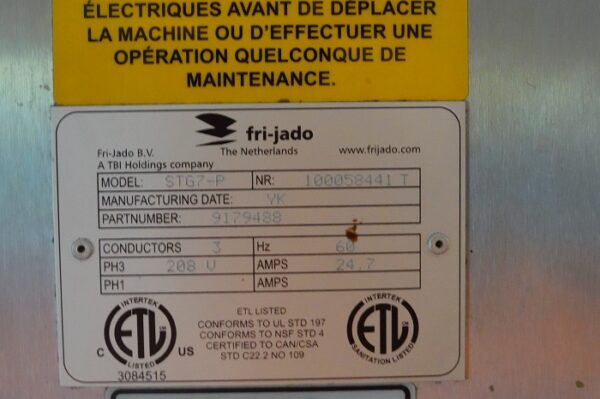 ÉLECTRIQUES AVANT DE DÉPLACER
LA MACHINE OU D'EFFECTUER UNE
OPÉRATION QUELCONQUE DE
MAINTENANCE.
fri-jado
Fri-Jado B.V. The Netherlands www.frijado.com
A TBI Holdings company
MODEL: STG7-P NR: 100058441 T
MANUFACTURING DATE: YK
PARTNUMBER: 9179488
CONDUCTORS 3 Hz 60
PH3 208 V AMPS 24,7
PH1 AMPS
INTERTEK
ETL
LISTED
C US
3084515
ETL LISTED
CONFORMS TO UL STD 197
CONFORMS TO NSF STD 4
CERTIFIED TO CAN/CSA
STD C22.2 NO 109
INTERTEK
ETL
SANITATION LISTED